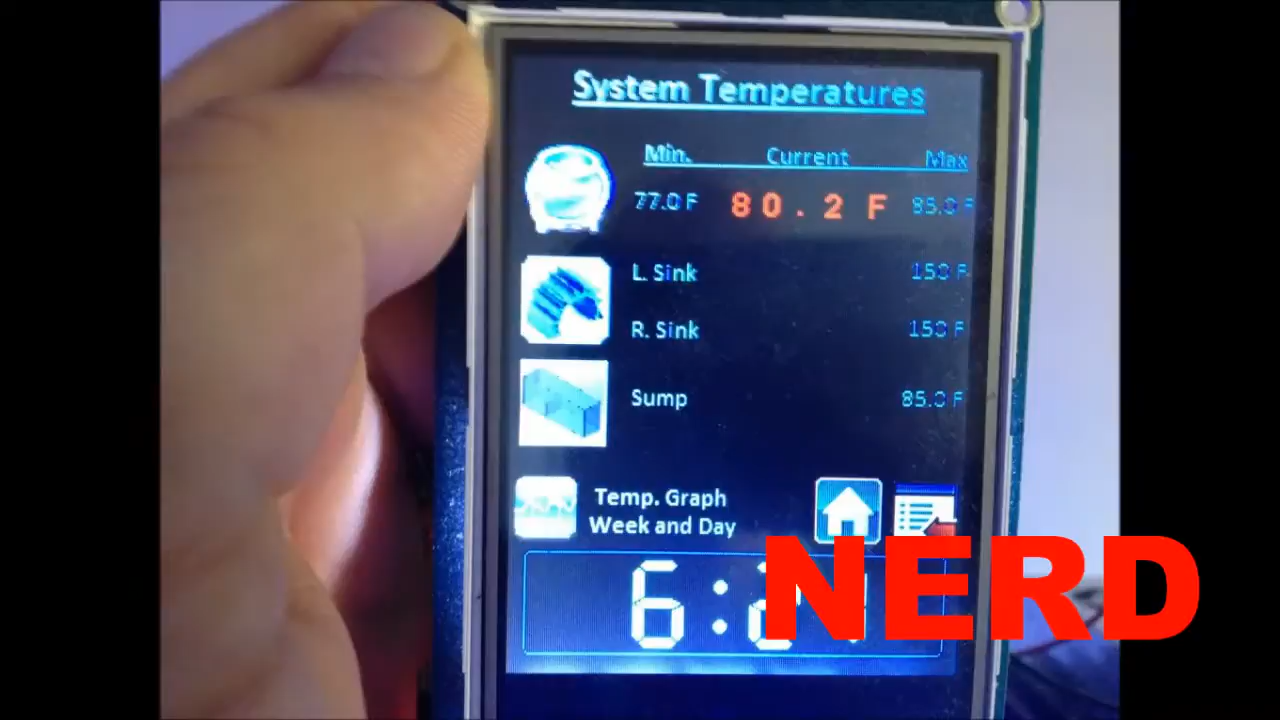 System Temperatures
Min. Current Max
77.0 F 80.2 F 85.0 F
L. Sink 150 F
R. Sink 150 F
Sump 85.0 F
Temp. Graph
Week and Day
NERD